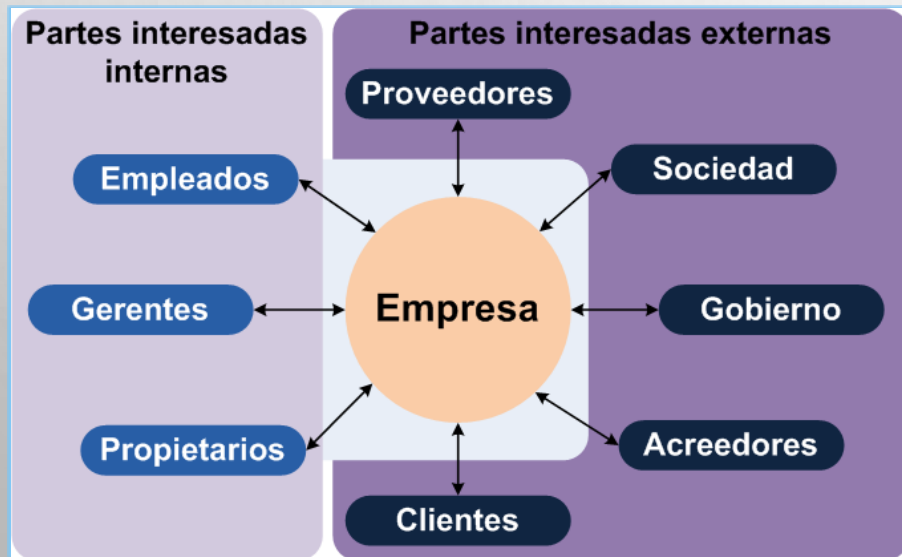 Partes interesadas
internas
Partes interesadas externas
Proveedores
Empleados
Sociedad
Gerentes
Empresa
Gobierno
Propietarios
Acreedores
Clientes